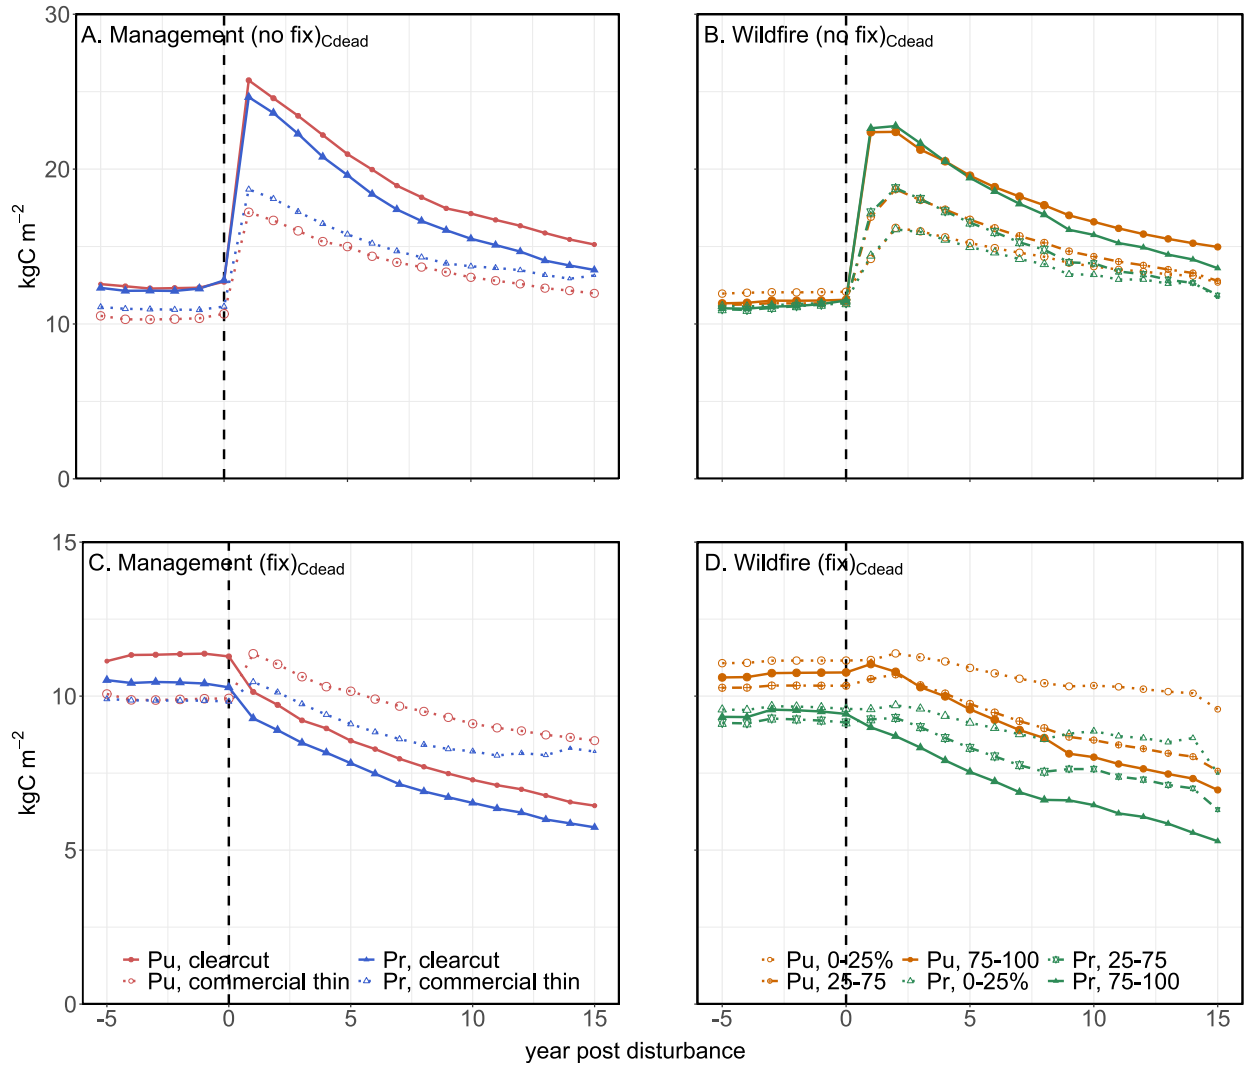 A. Management (no fix)Cdead
B. Wildfire (no fix)Cdead
30
20
10
0
kgC m−2
C. Management (fix)Cdead
D. Wildfire (fix)Cdead
15
10
5
0
kgC m−2
Pu, clearcut
Pr, clearcut
Pu, commercial thin
Pr, commercial thin
Pu, 0-25%
Pu, 75-100
Pr, 25-75
Pu, 25-75
Pr, 0-25%
Pr, 75-100
-5 0 5 10 15
-5 0 5 10 15
year post disturbance